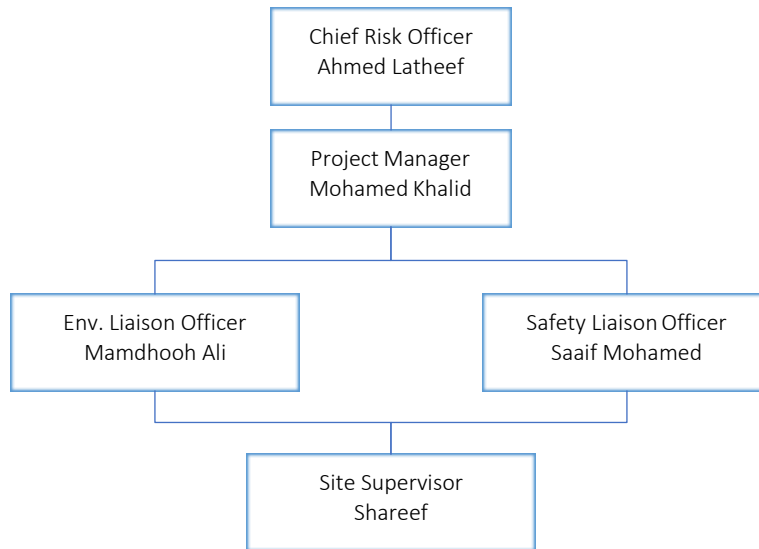 Chief Risk Officer
Ahmed Latheef
Project Manager
Mohamed Khalid
Env. Liaison Officer
Mamdhooh Ali
Safety Liaison Officer
Saaif Mohamed
Site Supervisor
Shareef